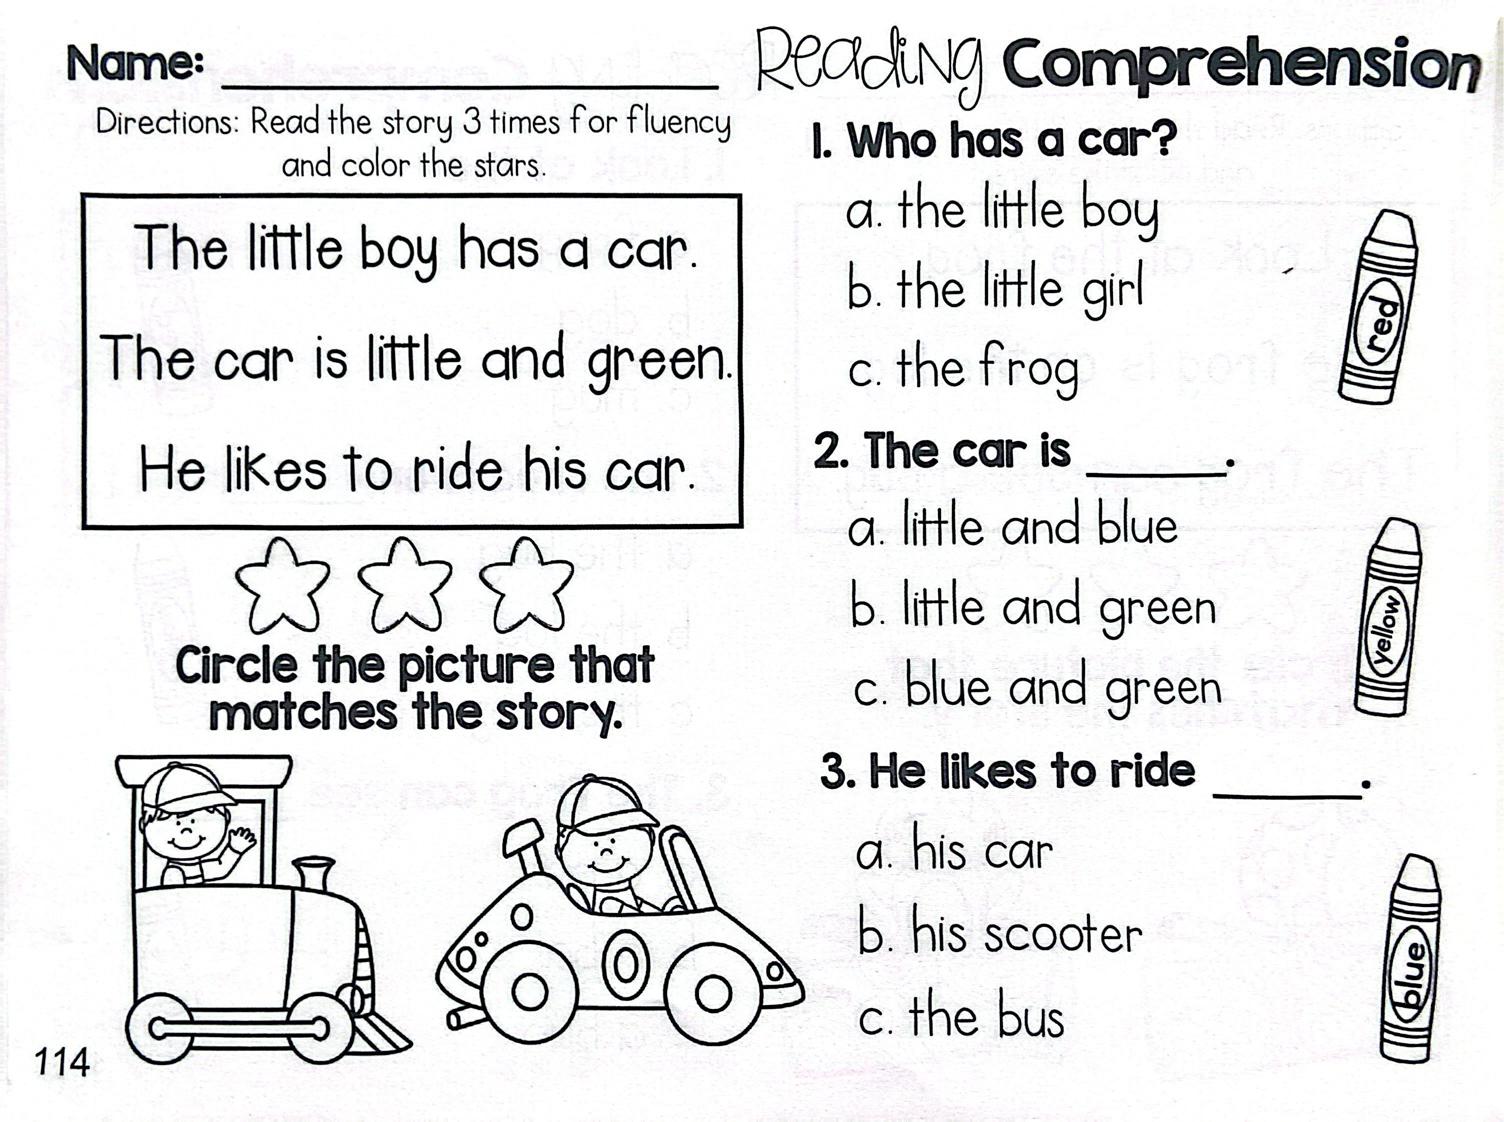 Name:
Directions: Read the story 3 times for fluency
and color the stars.
The little boy has a car.
The car is little and green.
He likes to ride his car.
Circle the picture that
matches the story.
0
114
Reading Comprehension
1. Who has a car?
a. the little boy
b. the little girl
c. the frog
red
2. The car is ______.
a. little and blue
b. little and green
c. blue and green
yellow
3. He likes to ride ______.
a. his car
b. his scooter
c. the bus
blue